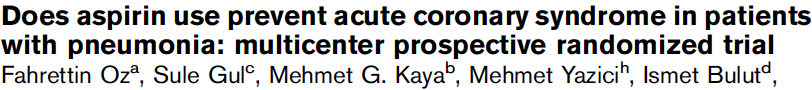 Does aspirin use prevent acute coronary syndrome in patients
with pneumonia: multicenter prospective randomized trial
Fahrettin Ozᵃ, Sule Gulᶜ, Mehmet G. Kayaᵇ, Mehmet Yaziciʰ, Ismet Bulutᵈ,